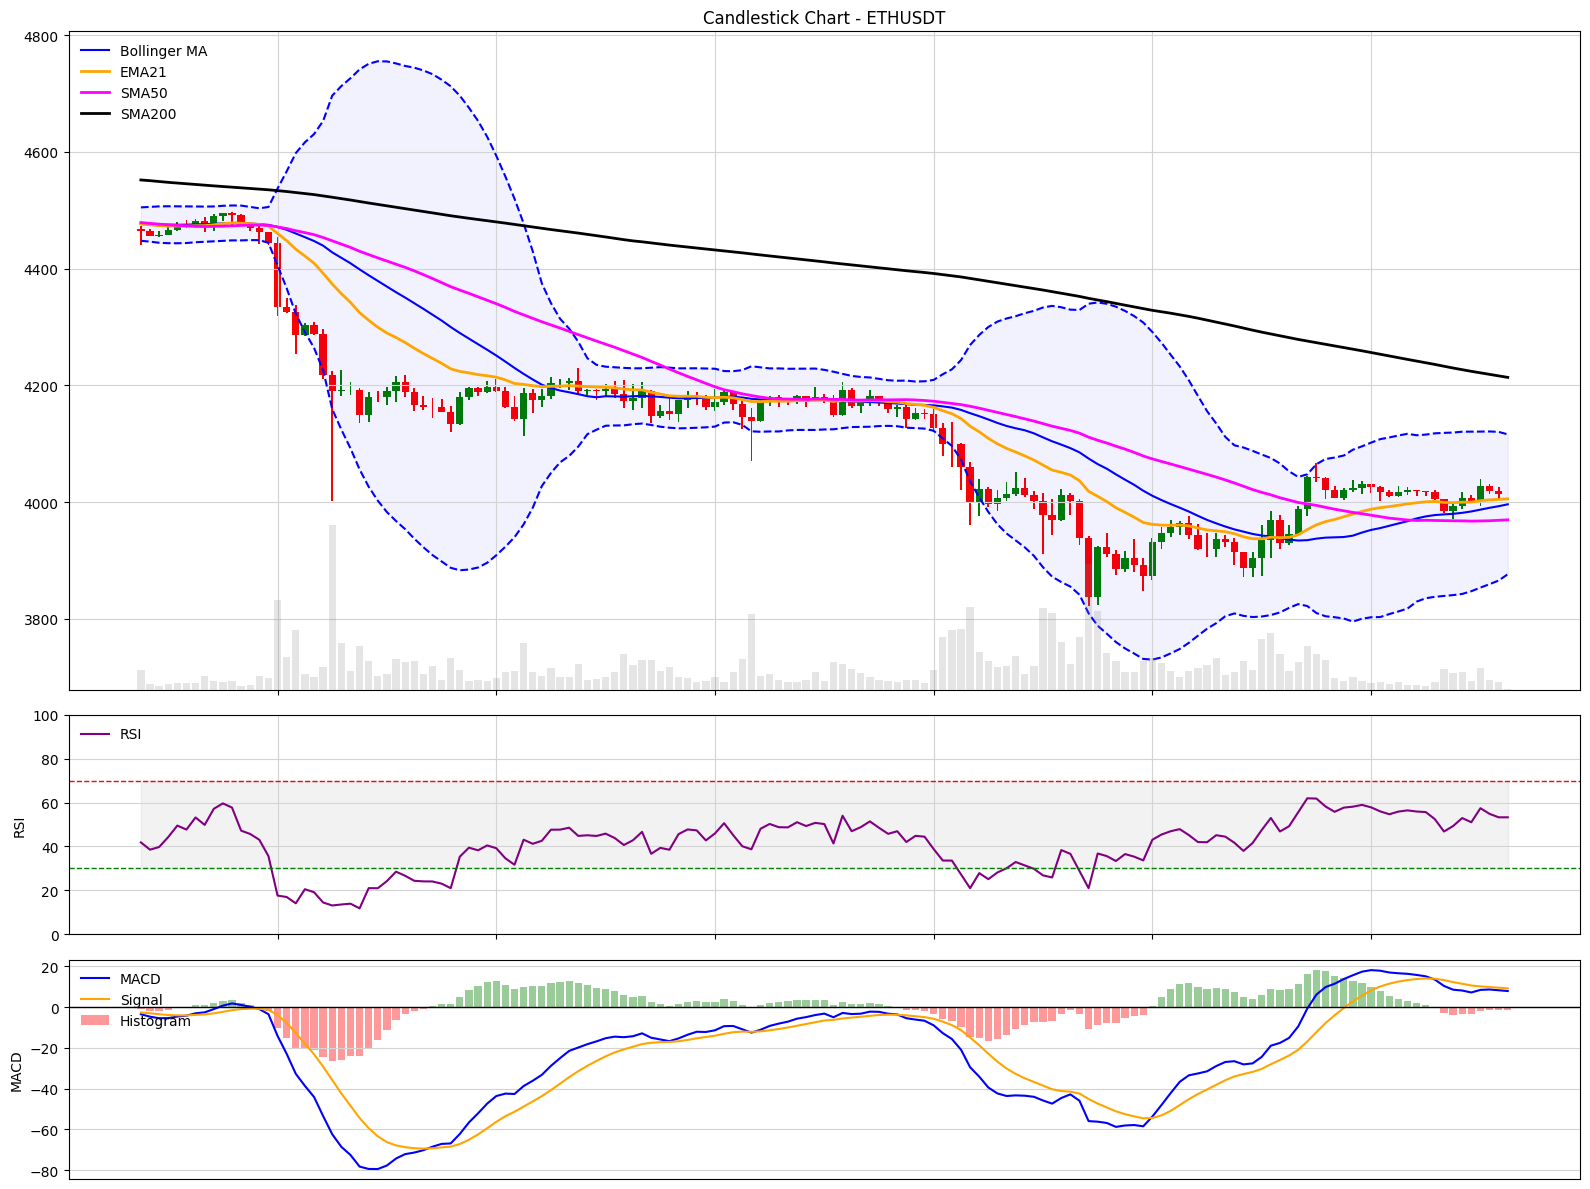 Candlestick Chart - ETHUSDT
4800
4600
4400
4200
4000
3800
Bollinger MA
EMA21
SMA50
SMA200
100
80
60
40
20
0
RSI
RSI
20
0
−20
−40
−60
−80
MACD
MACD
Signal
Histogram